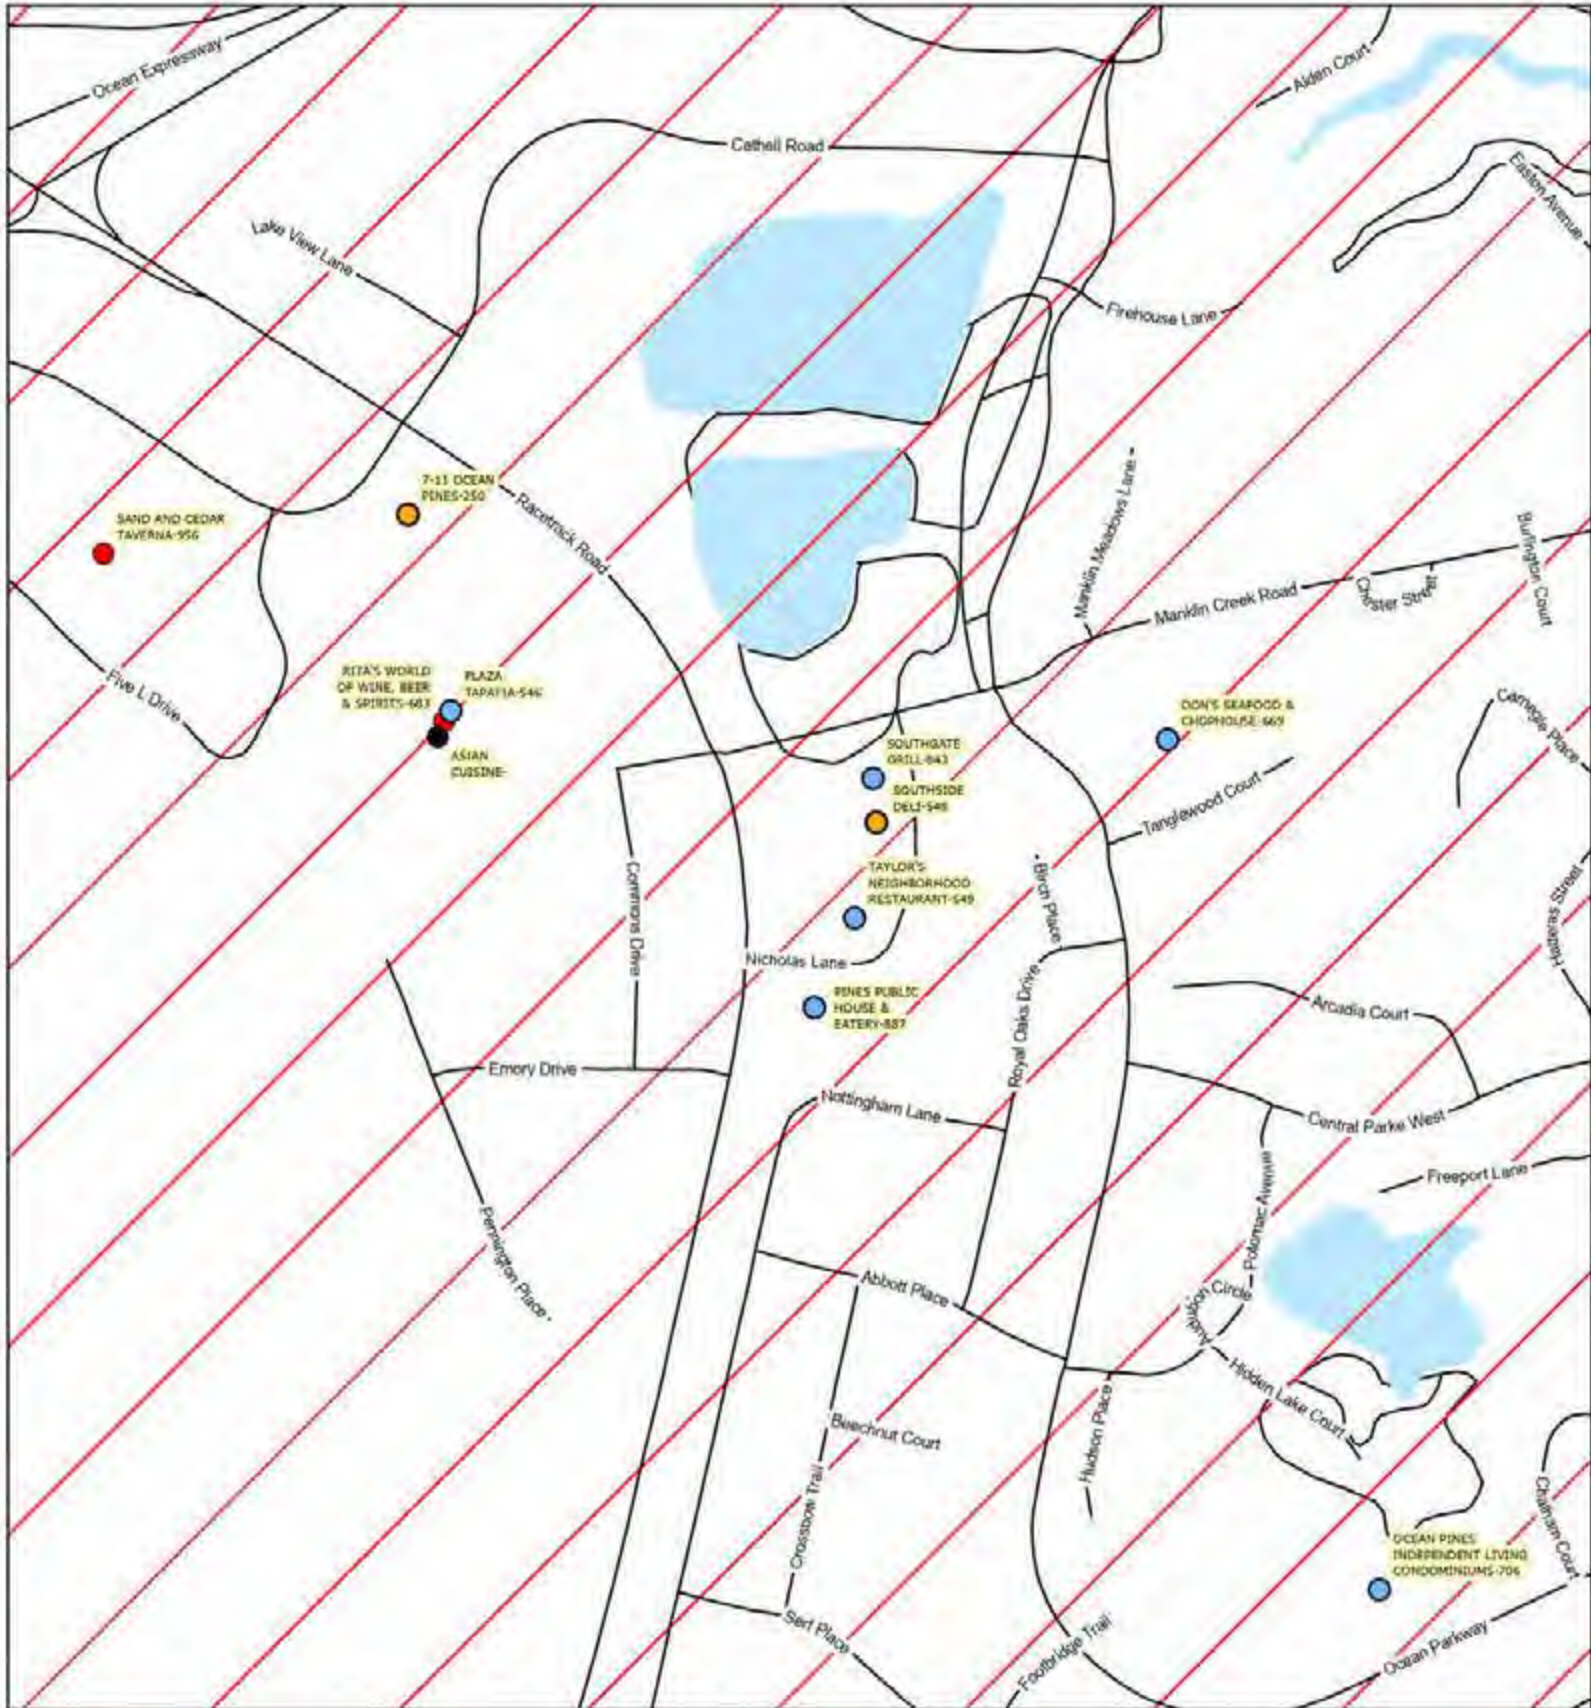 Ocean Expressway
Alden Court
Cathell Road
Easton Avenue
Lake View Lane
Firehouse Lane
7-11 OCEAN
PINES-250
SAND AND CEDAR
TAVERNA-956
Racetrack Road
Manklin Meadows Lane
Burlington Court
Manklin Creek Road
Chester Street
Five L Drive
RITA'S WORLD
OF WINE, BEER
& SPIRITS-683
PLAZA
TAPATIA-546
ASIAN
CUISINE-
DON'S SEAFOOD &
CHOPHOUSE-669
Carnegie Place
SOUTHGATE
GRILL-843
SOUTHSIDE
DELI-548
Tanglewood Court
TAYLOR'S
NEIGHBORHOOD
RESTAURANT-549
Birch Place
Commons Drive
Hatteras Street
Nicholas Lane
PINES PUBLIC
HOUSE &
EATERY-887
Royal Oaks Drive
Arcadia Court
Emory Drive
Nottingham Lane
Central Parke West
Freeport Lane
Potomac Avenue
Pennington Place
Abbott Place
Audubon Circle
Hidden Lake Court
Hudson Place
Beechnut Court
Crossbow Trail
Chatham Court
OCEAN PINES
INDEPENDENT LIVING
CONDOMINIUMS-706
Serf Place
Footbridge Trail
Ocean Parkway